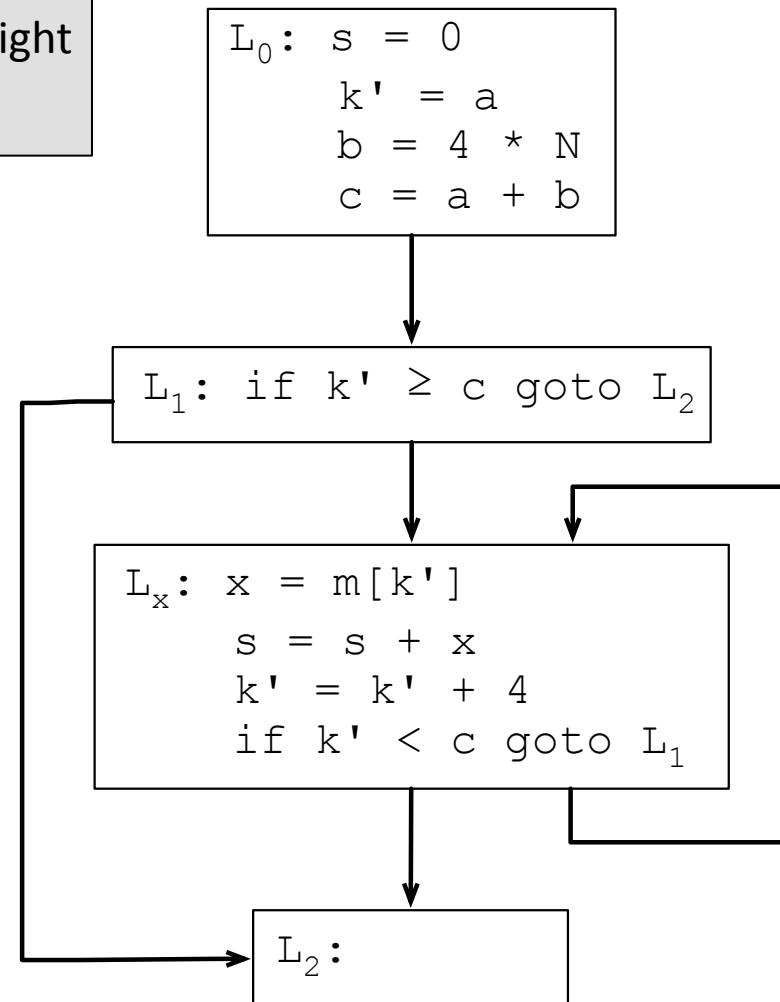 ight
L₀: s = 0
k' = a
b = 4 * N
c = a + b
L₁: if k' ≥ c goto L₂
Lₓ: x = m[k']
s = s + x
k' = k' + 4
if k' < c goto L₁
L₂: